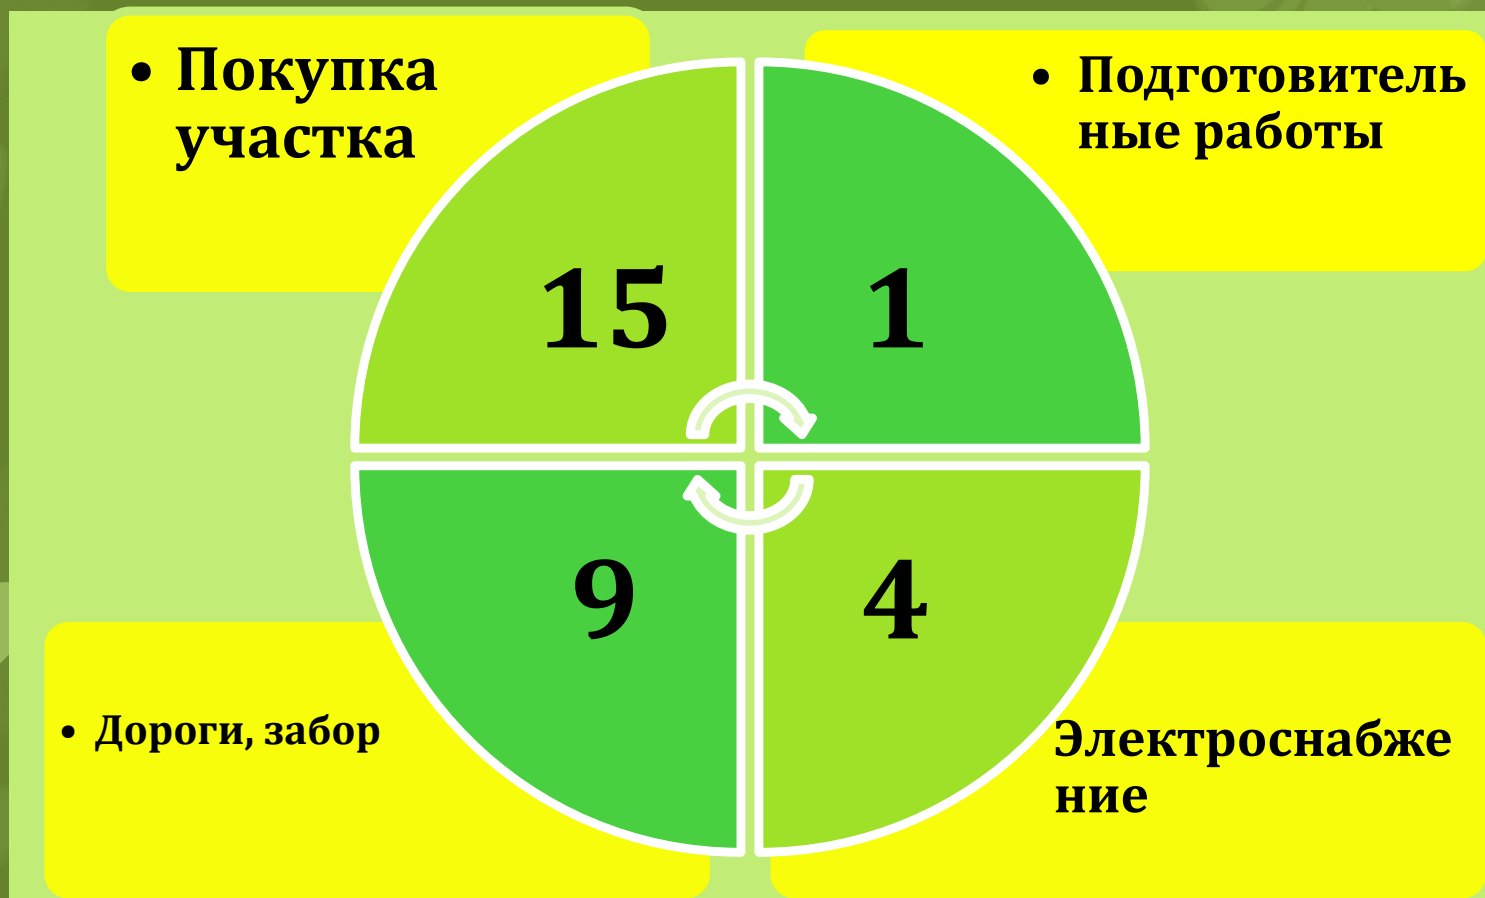 • Покупка
участка
• Подготовитель
ные работы
15
1
9
4
• Дороги, забор
Электроснабже
ние